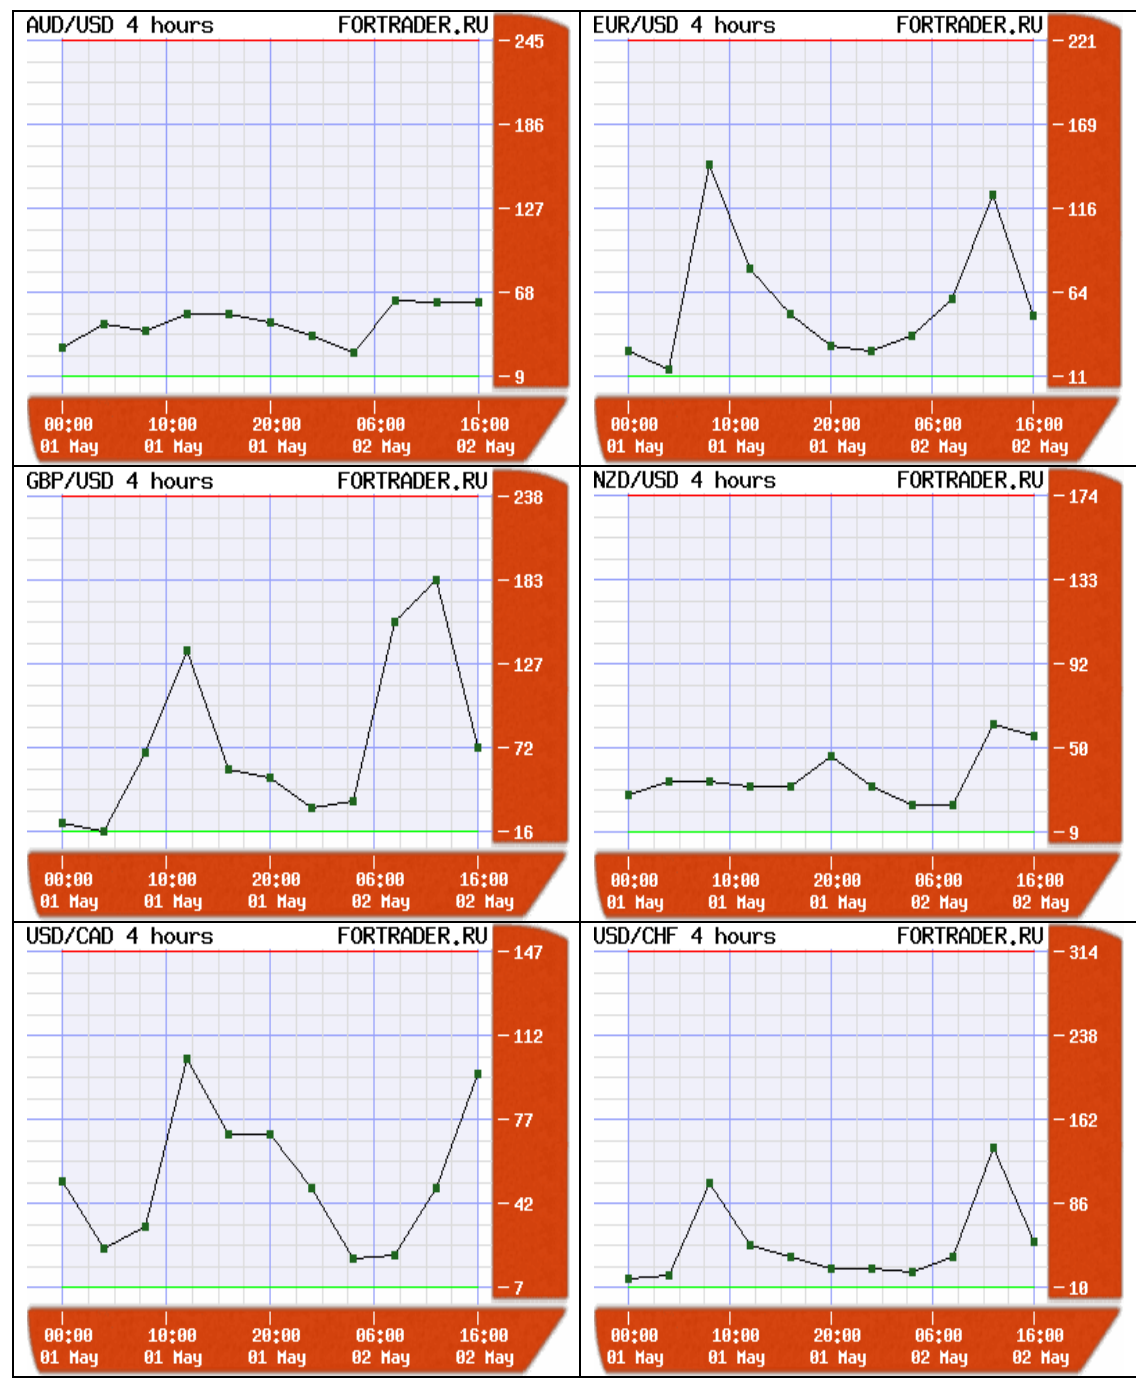 AUD/USD 4 hours FORTRADER.RU
245
186
127
68
9
00:00 10:00 20:00 06:00 16:00
01 May 01 May 01 May 02 May 02 May
EUR/USD 4 hours FORTRADER.RU
221
169
116
64
11
00:00 10:00 20:00 06:00 16:00
01 May 01 May 01 May 02 May 02 May
GBP/USD 4 hours FORTRADER.RU
238
183
127
72
16
00:00 10:00 20:00 06:00 16:00
01 May 01 May 01 May 02 May 02 May
NZD/USD 4 hours FORTRADER.RU
174
133
92
50
9
00:00 10:00 20:00 06:00 16:00
01 May 01 May 01 May 02 May 02 May
USD/CAD 4 hours FORTRADER.RU
147
112
77
42
7
00:00 10:00 20:00 06:00 16:00
01 May 01 May 01 May 02 May 02 May
USD/CHF 4 hours FORTRADER.RU
314
238
162
86
10
00:00 10:00 20:00 06:00 16:00
01 May 01 May 01 May 02 May 02 May